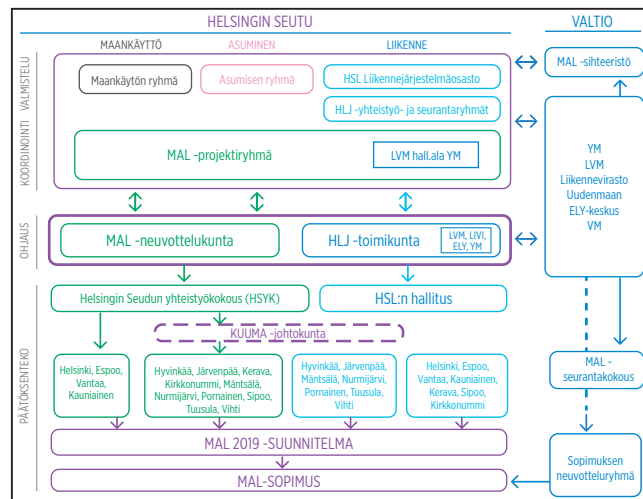 HELSINGIN SEUTU
VALTIO
MAANKÄYTTÖ
ASUMINEN
LIIKENNE
VALMISTELU
Maankäytön ryhmä
Asumisen ryhmä
HSL Liikennejärjestelmäosasto
MAL -sihteeristö
HLJ -yhteistyö- ja seurantaryhmät
KOORDINOINTI
MAL -projektiryhmä
LVM hall.ala YM
YM
LVM
Liikennevirasto
Uudenmaan
ELY-keskus
VM
OHJAUS
MAL -neuvottelukunta
HLJ -toimikunta
LVM, LIVI,
ELY, YM
PÄÄTÖKSENTEKO
Helsingin Seudun yhteistyökokous (HSYK)
HSL:n hallitus
KUUMA -johtokunta
Helsinki, Espoo,
Vantaa,
Kauniainen
Hyvinkää, Järvenpää, Kerava,
Kirkkonummi, Mäntsälä,
Nurmijärvi, Pornainen, Sipoo,
Tuusula, Vihti
Hyvinkää, Järvenpää,
Mäntsälä, Nurmijärvi,
Pornainen, Tuusula,
Vihti
Helsinki, Espoo,
Vantaa, Kauniainen,
Kerava, Sipoo,
Kirkkonummi
MAL -
seurantakokous
MAL 2019 -SUUNNITELMA
MAL-SOPIMUS
Sopimuksen
neuvotteluryhmä